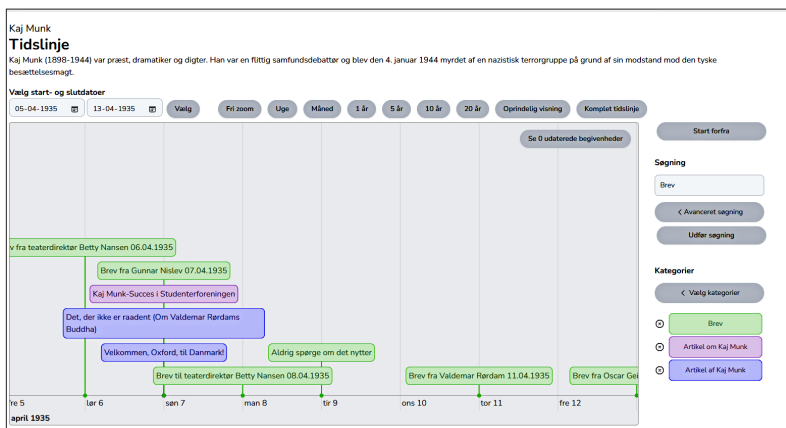 Kaj Munk
Tidslinje
Kaj Munk (1898-1944) var præst, dramatiker og digter. Han var en flittig samfundsdebattør og blev den 4. januar 1944 myrdet af en nazistisk terrorgruppe på grund af sin modstand mod den tyske
besættelsesmagt.
Vælg start- og slutdatoer
05-04-1935 13-04-1935 Vælg Fri zoom Uge Måned 1 år 5 år 10 år 20 år Oprindelig visning Komplet tidslinje
Se 0 udaterede begivenheder
v fra teaterdirektør Betty Nansen 06.04.1935
Brev fra Gunnar Nislev 07.04.1935
Kaj Munk-Succes i Studenterforeningen
Det, der ikke er raadent (Om Valdemar Rørdams
Buddha)
Velkommen, Oxford, til Danmark!
Aldrig spørge om det nytter
Brev til teaterdirektør Betty Nansen 08.04.1935
Brev fra Valdemar Rørdam 11.04.1935
Brev fra Oscar Gei
fre 5 lør 6 søn 7 man 8 tir 9 ons 10 tor 11 fre 12
april 1935
Start forfra
Søgning
Brev
Avanceret søgning
Udfør søgning
Kategorier
Vælg kategorier
Brev
Artikel om Kaj Munk
Artikel af Kaj Munk